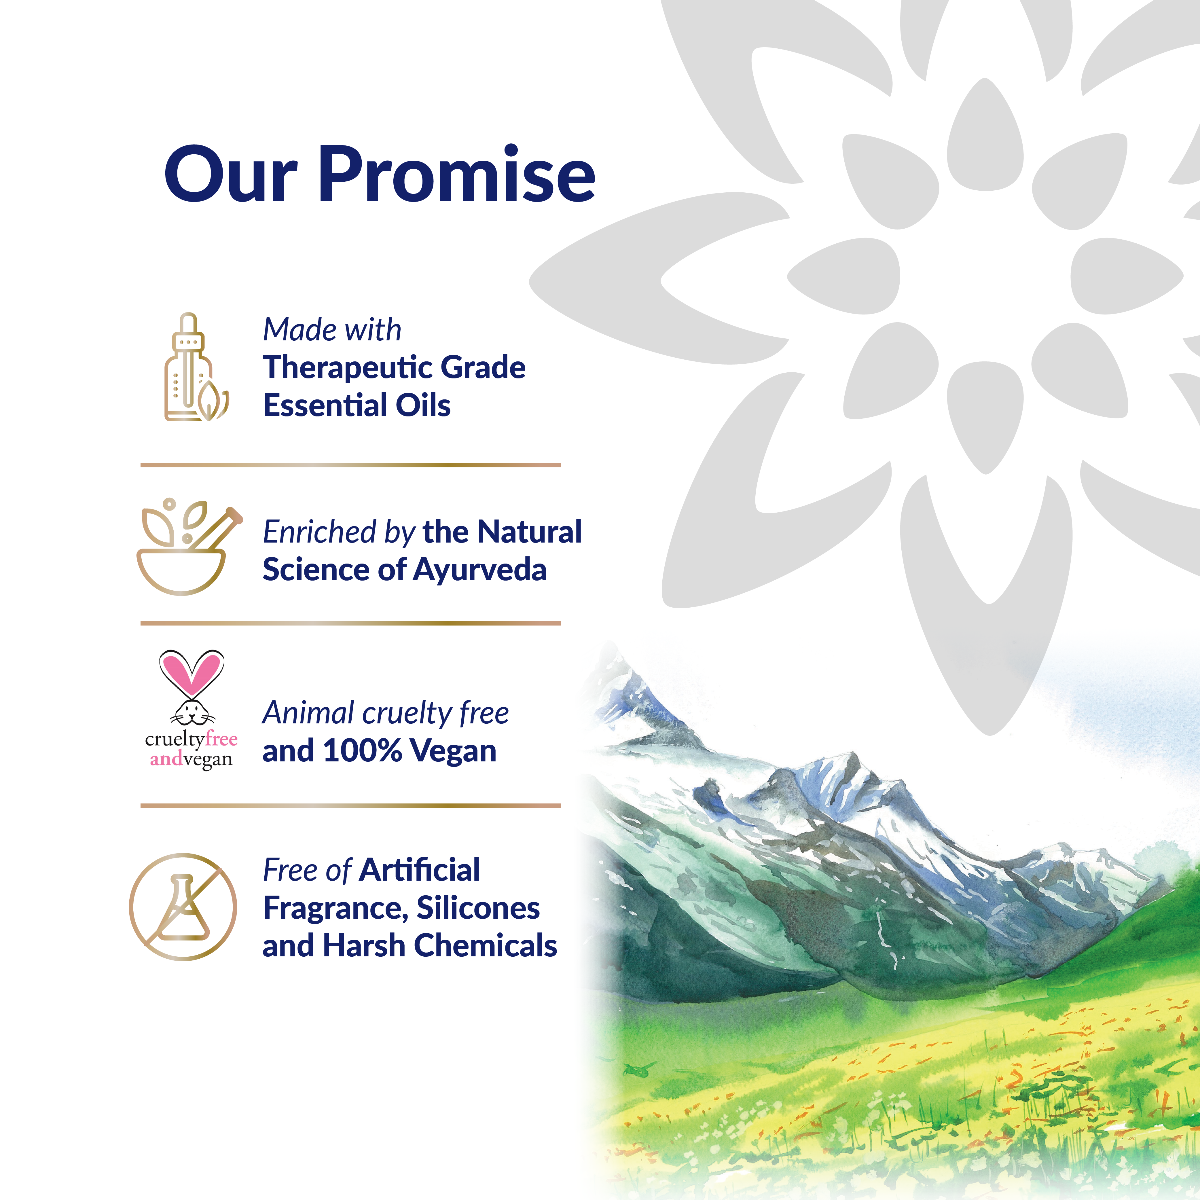 Our Promise
Made with
Therapeutic Grade
Essential Oils
Enriched by the Natural
Science of Ayurveda
crueltyfree
andvegan
Animal cruelty free
and 100% Vegan
Free of Artificial
Fragrance, Silicones
and Harsh Chemicals